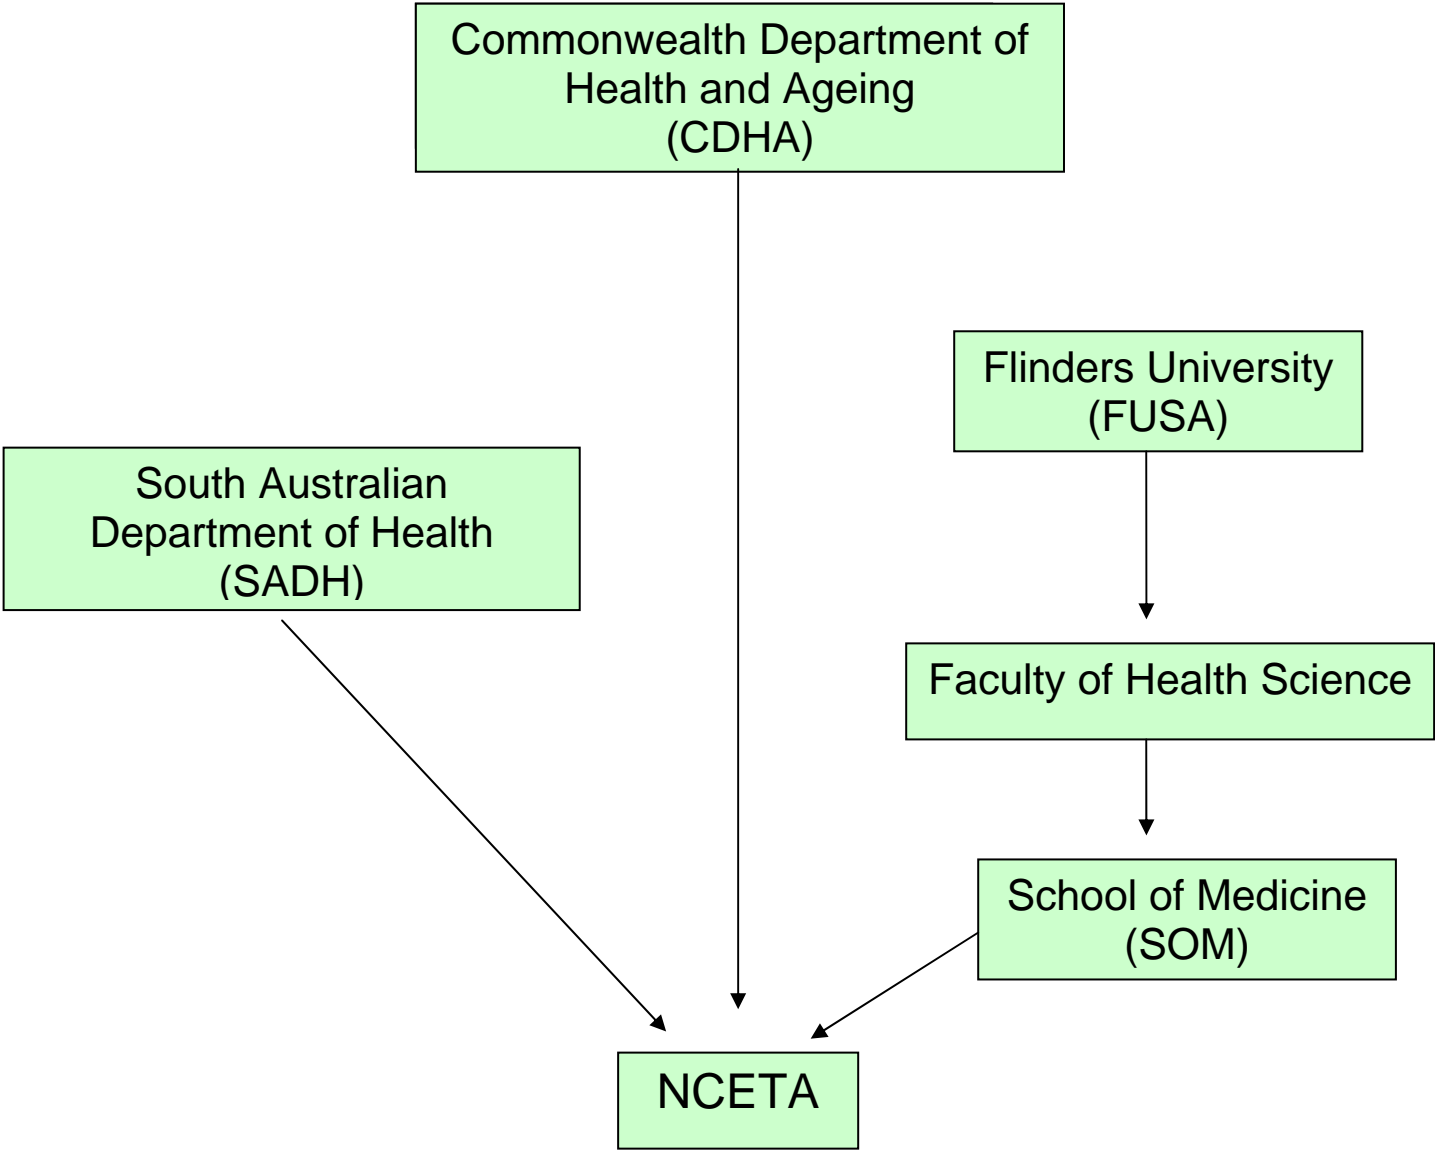 Commonwealth Department of
Health and Ageing
(CDHA)
Flinders University
(FUSA)
South Australian
Department of Health
(SADH)
Faculty of Health Science
School of Medicine
(SOM)
NCETA